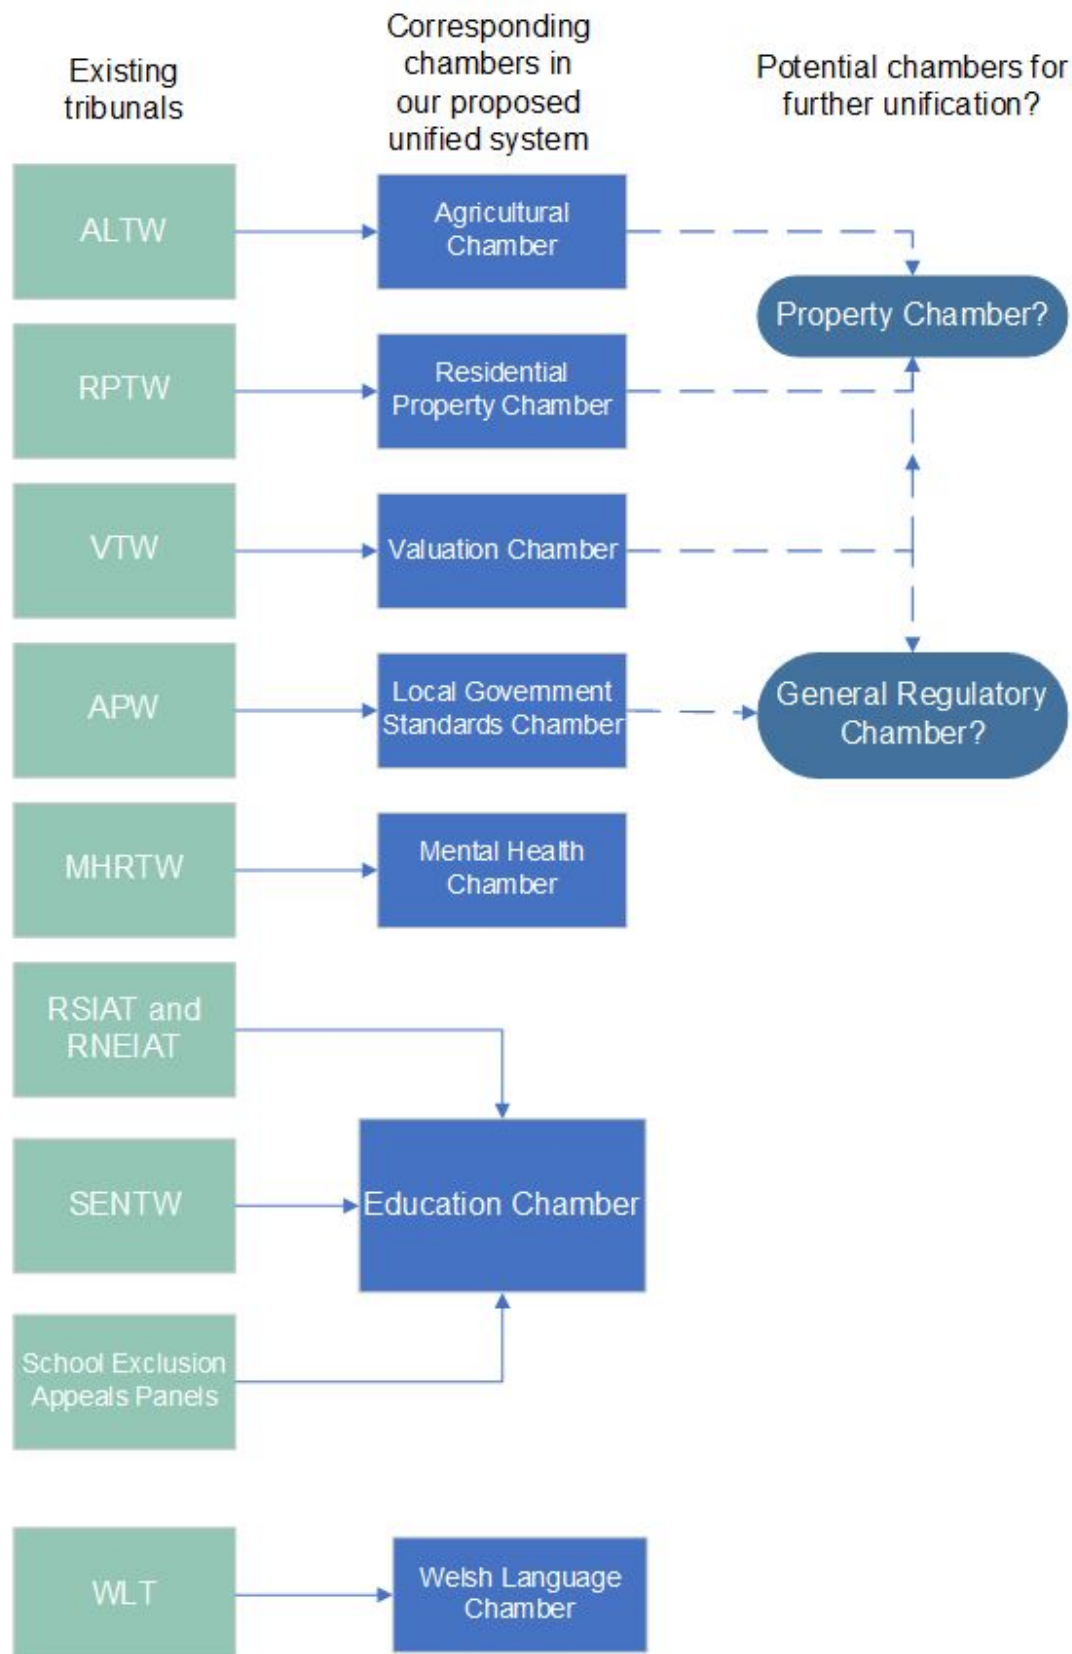 Existing
tribunals
Corresponding
chambers in
our proposed
unified system
Potential chambers for
further unification?
ALTW
Agricultural
Chamber
Property Chamber?
RPTW
Residential
Property Chamber
VTW
Valuation Chamber
APW
Local Government
Standards Chamber
General Regulatory
Chamber?
MHRTW
Mental Health
Chamber
RSIAT and
RNEIAT
SENTW
Education Chamber
School Exclusion
Appeals Panels
WLT
Welsh Language
Chamber